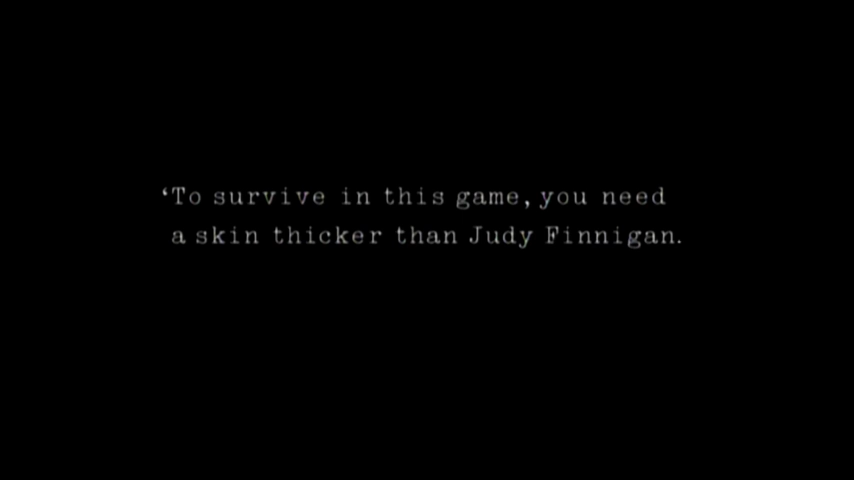 ‘To survive in this game, you need
a skin thicker than Judy Finnigan.